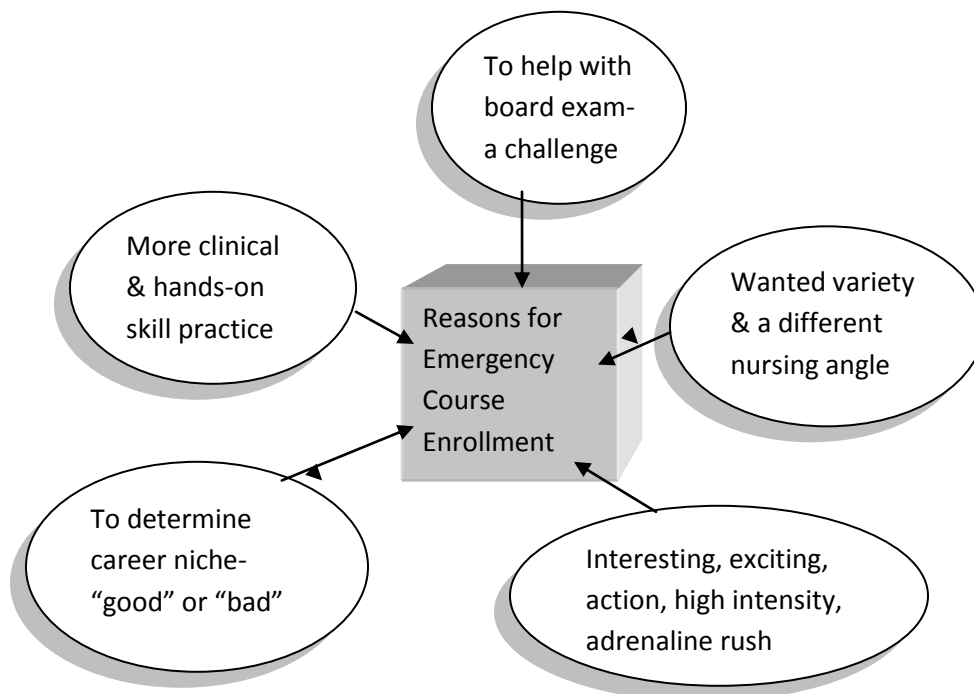 To help with
board exam-
a challenge
More clinical
& hands-on
skill practice
Reasons for
Emergency
Course
Enrollment
Wanted variety
& a different
nursing angle
To determine
career niche-
“good” or “bad”
Interesting, exciting,
action, high intensity,
adrenaline rush